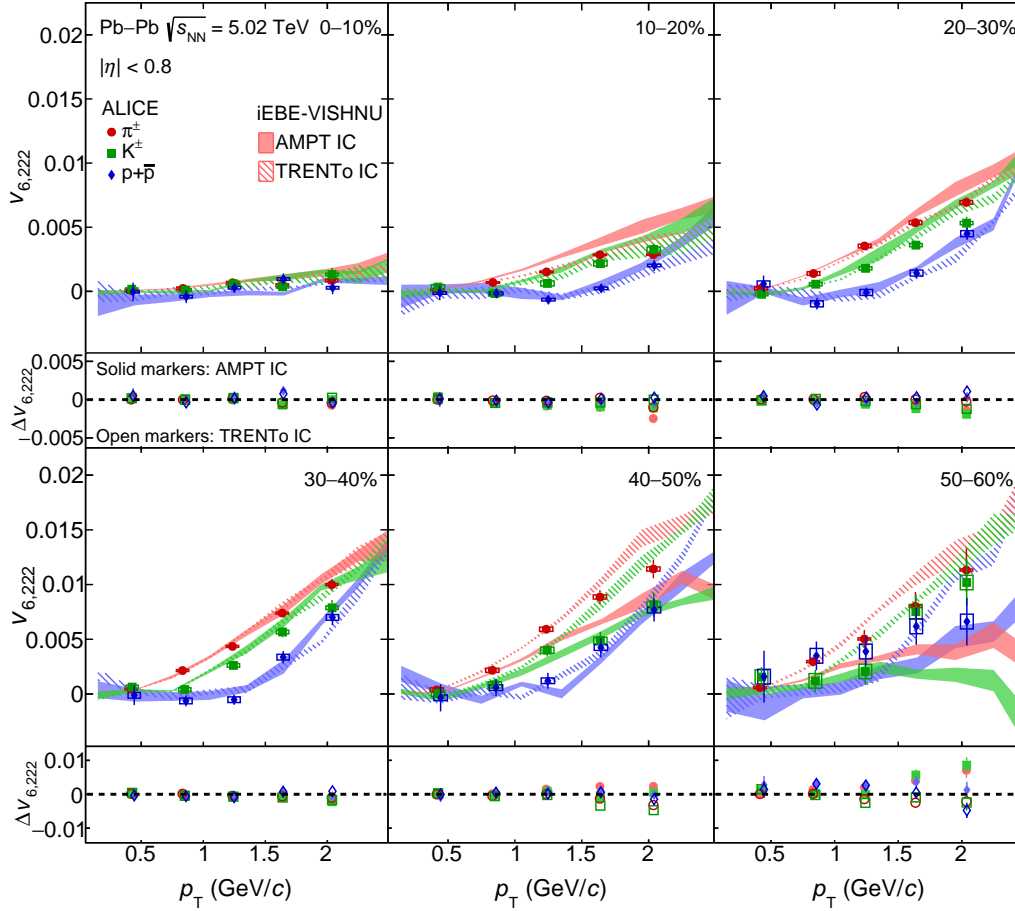 Pb–Pb √sNN = 5.02 TeV 0–10%
|η| < 0.8
ALICE
π±
K±
p+p̅
iEBE-VISHNU
AMPT IC
TRENTo IC
10–20%
20–30%
0.02
0.015
0.01
0.005
0
v6,222
Solid markers: AMPT IC
Open markers: TRENTo IC
0.005
0
−0.005
Δv6,222
30–40%
40–50%
50–60%
0.02
0.015
0.01
0.005
0
v6,222
0.01
0
−0.01
Δv6,222
0.5 1 1.5 2
0.5 1 1.5 2
0.5 1 1.5 2
pT (GeV/c)
pT (GeV/c)
pT (GeV/c)